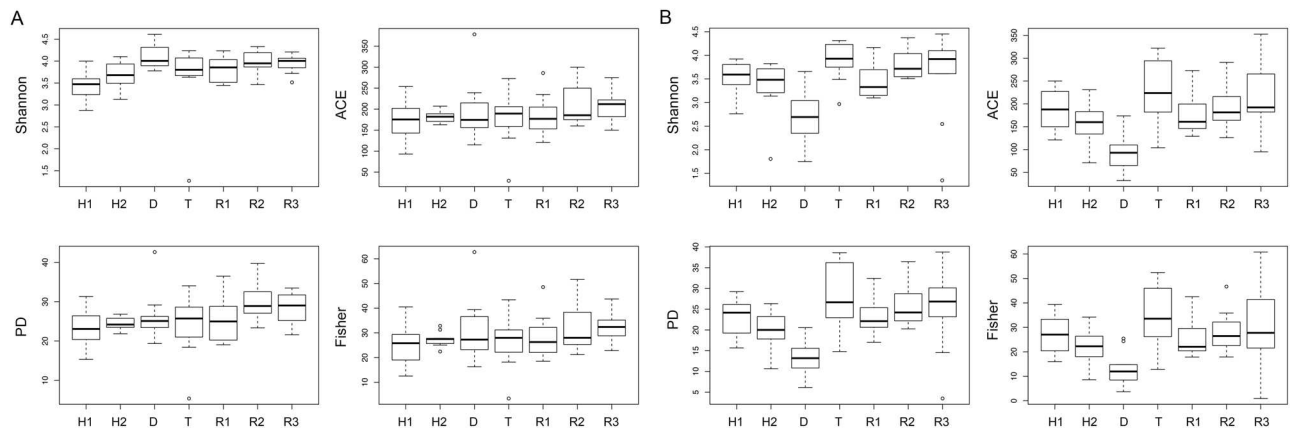 A
B
Shannon
1.5 2.0 2.5 3.0 3.5 4.0 4.5
H1 H2 D T R1 R2 R3
ACE
50 100 150 200 250 300 350
H1 H2 D T R1 R2 R3
Shannon
1.5 2.0 2.5 3.0 3.5 4.0 4.5
H1 H2 D T R1 R2 R3
ACE
50 100 150 200 250 300 350
H1 H2 D T R1 R2 R3
PD
10 20 30 40
H1 H2 D T R1 R2 R3
Fisher
10 20 30 40 50 60
H1 H2 D T R1 R2 R3
PD
5 10 15 20 25 30 35 40
H1 H2 D T R1 R2 R3
Fisher
0 10 20 30 40 50 60
H1 H2 D T R1 R2 R3